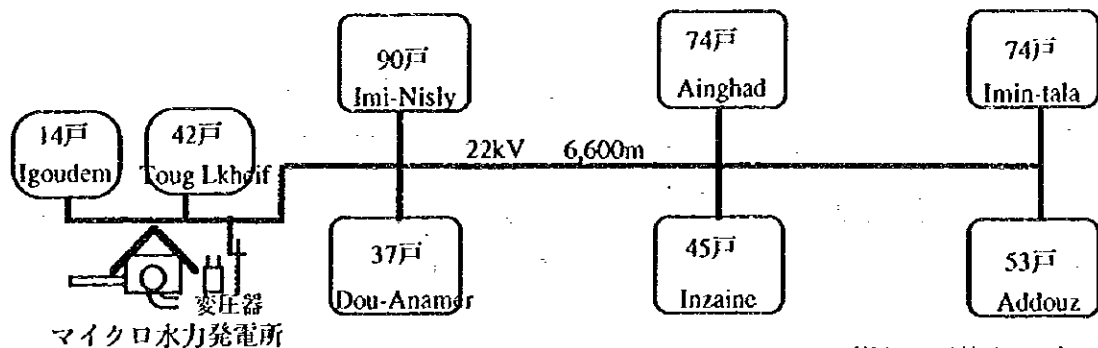 90戸
Imi-Nisly
74戸
Ainghad
74戸
Imin-tala
14戸
Igoudem
42戸
Toug Lkhdif
22kV 6,600m
37戸
Dou-Anamer
45戸
Inzaine
53戸
Addouz
変圧器
マイクロ水力発電所